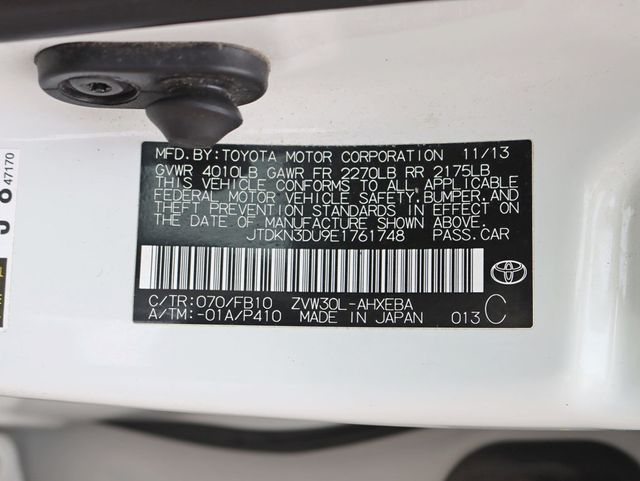 MFD.BY:TOYOTA MOTOR CORPORATION 11/13
GVWR 4010LB GAWR FR 2270LB RR 2175LB
THIS VEHICLE CONFORMS TO ALL APPLICABLE
FEDERAL MOTOR VEHICLE SAFETY,BUMPER,AND
THEFT PREVENTION STANDARDS IN EFFECT ON
THE DATE OF MANUFACTURE SHOWN ABOVE.
JTDKN3DU9E1761748 PASS.CAR
C/TR:070/FB10 ZVW30L-AHXEBA
A/TM:-01A/P410 MADE IN JAPAN 013 C
47170